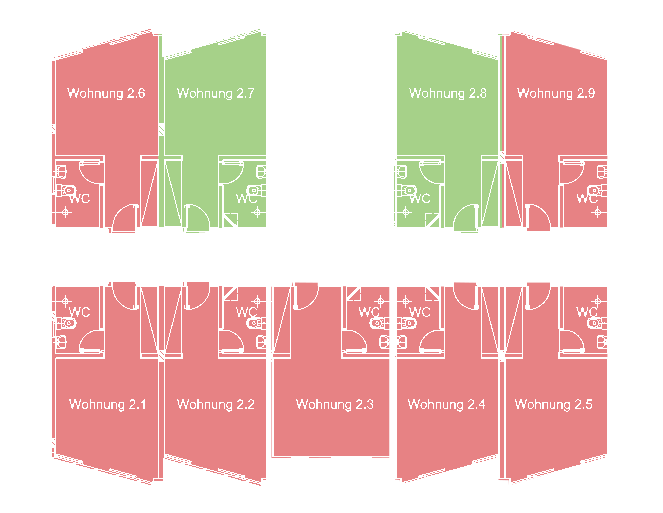 Wohnung 2.6
Wohnung 2.7
Wohnung 2.8
Wohnung 2.9
WC
WC
WC
WC
WC
WC
WC
WC
WC
Wohnung 2.1
Wohnung 2.2
Wohnung 2.3
Wohnung 2.4
Wohnung 2.5